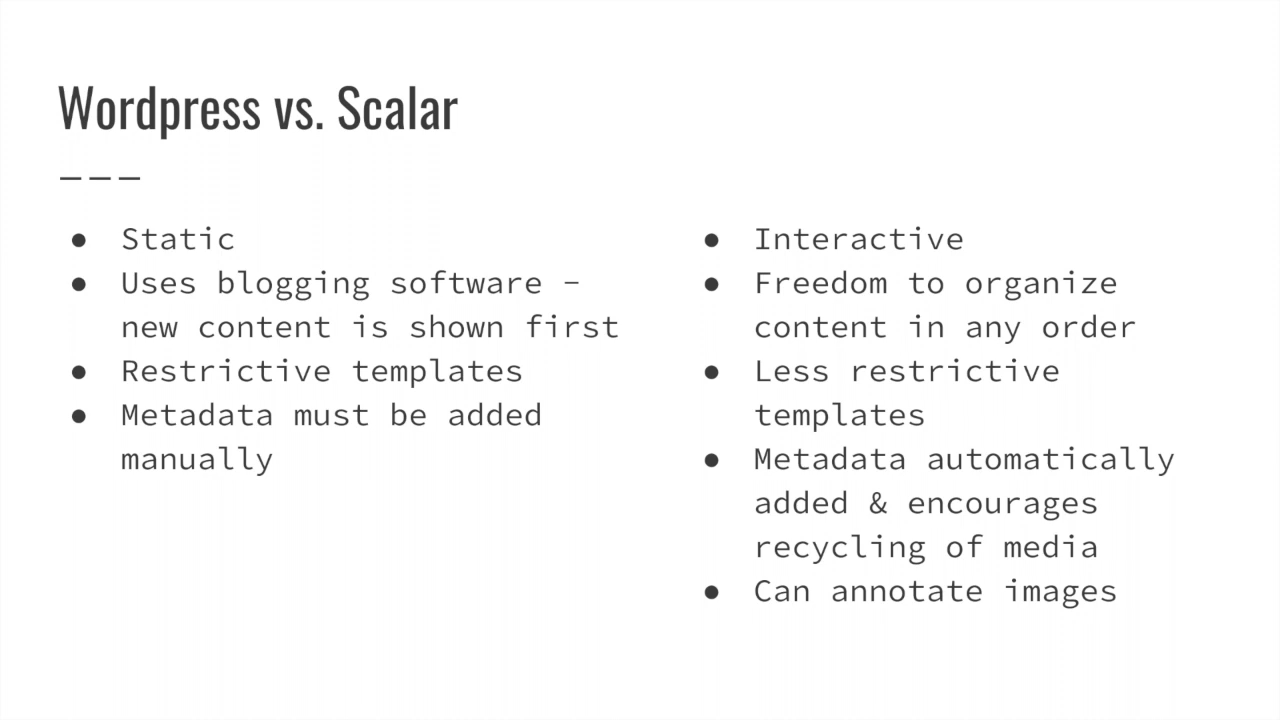 Wordpress vs. Scalar
● Static
● Uses blogging software -
new content is shown first
● Restrictive templates
● Metadata must be added
manually
● Interactive
● Freedom to organize
content in any order
● Less restrictive
templates
● Metadata automatically
added & encourages
recycling of media
● Can annotate images